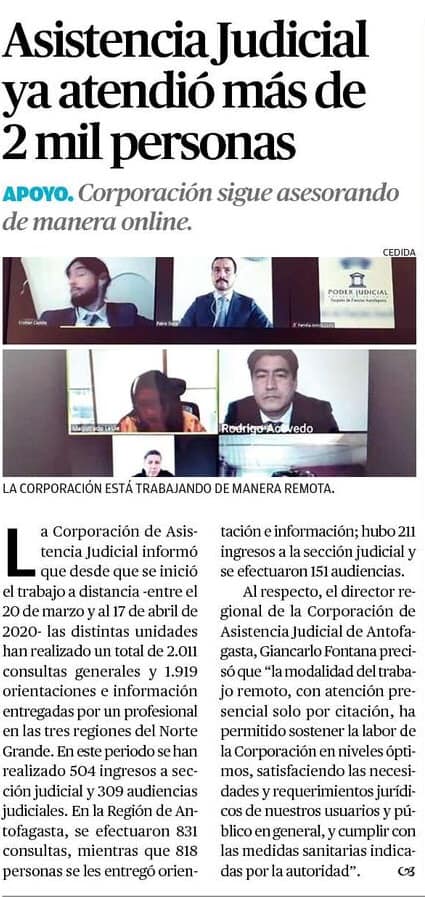 Asistencia Judicial
ya atendió más de
2 mil personas
APOYO. Corporación sigue asesorando
de manera online.
CEDIDA
PODER JUDICIAL
Rodrigo Acevedo
LA CORPORACIÓN ESTÁ TRABAJANDO DE MANERA REMOTA.
La Corporación de Asis-
tencia Judicial informó
que desde que se inició
el trabajo a distancia -entre el
20 de marzo y al 17 de abril de
2020- las distintas unidades
han realizado un total de 2.011
consultas generales y 1.919
orientaciones e información
entregadas por un profesional
en las tres regiones del Norte
Grande. En este periodo se han
realizado 504 ingresos a sec-
ción judicial y 309 audiencias
judiciales. En la Región de An-
tofagasta, se efectuaron 831
consultas, mientras que 818
personas se les entregó orien-
tación e información; hubo 211
ingresos a la sección judicial y
se efectuaron 151 audiencias.
Al respecto, el director re-
gional de la Corporación de
Asistencia Judicial de Antofa-
gasta, Giancarlo Fontana preci-
só que “la modalidad del traba-
jo remoto, con atención pre-
sencial solo por citación, ha
permitido sostener la labor de
la Corporación en niveles ópti-
mos, satisfaciendo las necesi-
dades y requerimientos jurídi-
cos de nuestros usuarios y pú-
blico en general, y cumplir con
las medidas sanitarias indica-
das por la autoridad”.